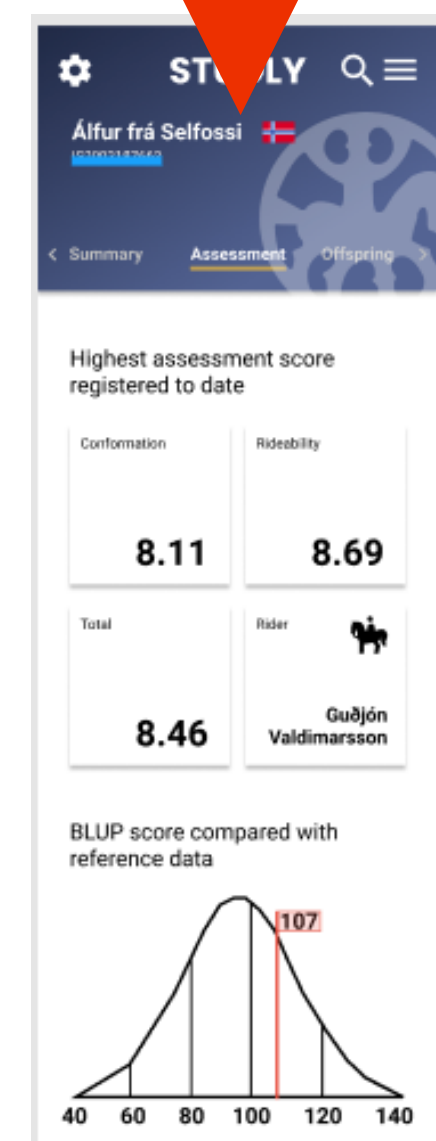 Álfur frá Selfossi
Summary Assessment Offspring
Highest assessment score
registered to date
Conformation
8.11
Rideability
8.69
Total
8.46
Rider
Guðjón
Valdimarsson
BLUP score compared with
reference data
107
40 60 80 100 120 140